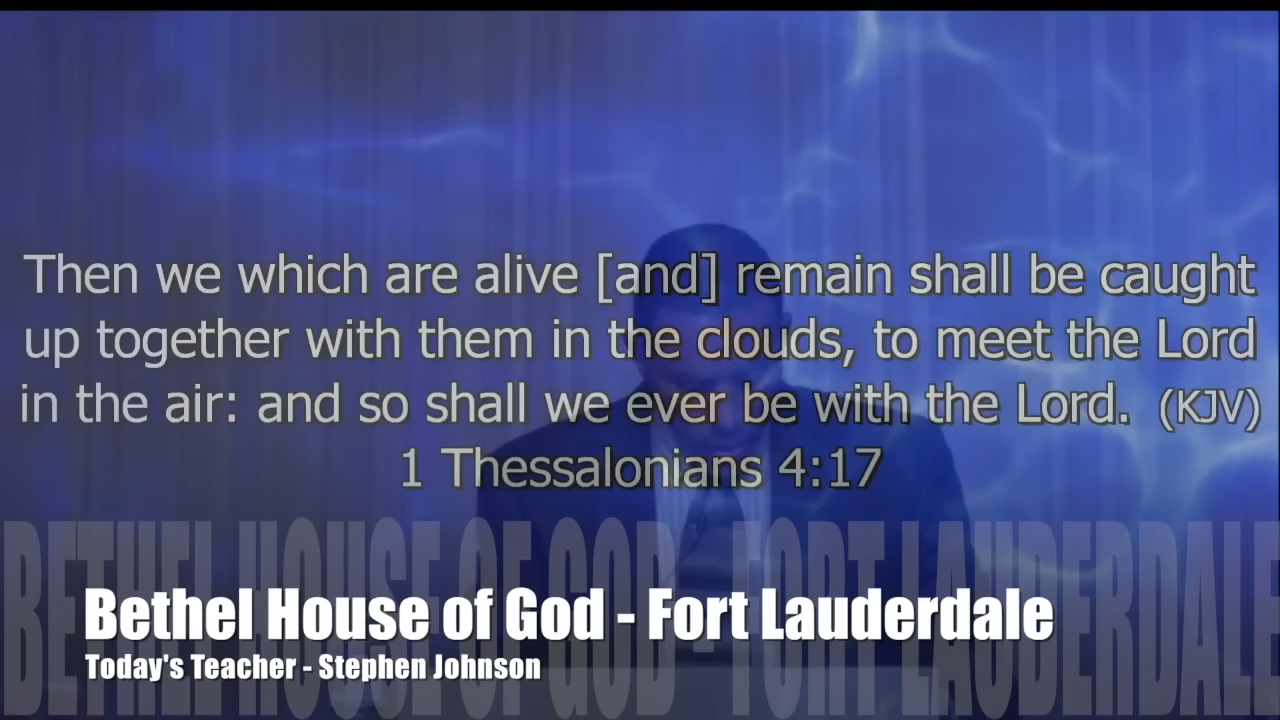 Then we which are alive [and] remain shall be caught
up together with them in the clouds, to meet the Lord
in the air: and so shall we ever be with the Lord. (KJV)
1 Thessalonians 4:17
BETHEL HOUSE OF GOD - FORT LAUDERDALE
Bethel House of God - Fort Lauderdale
Today's Teacher - Stephen Johnson